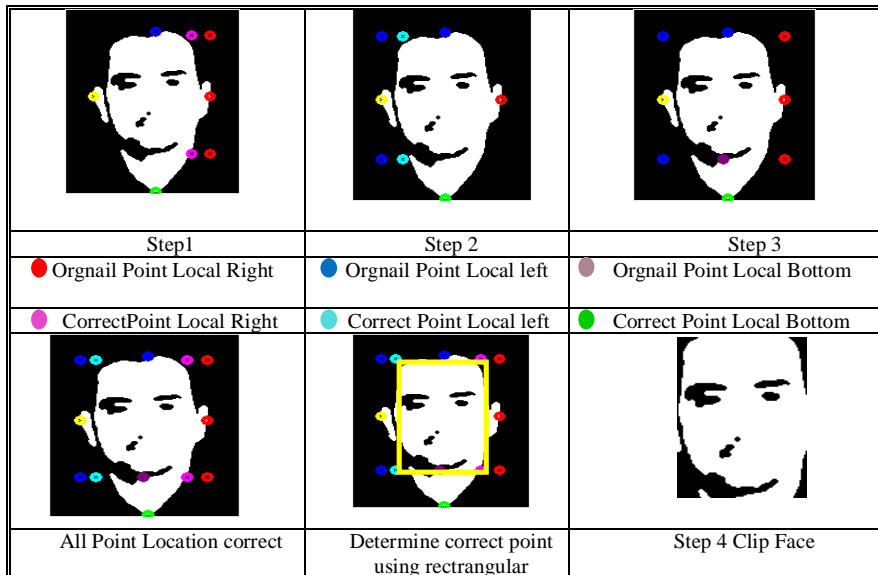 Step1
Step 2
Step 3
Orgnail Point Local Right
Orgnail Point Local left
Orgnail Point Local Bottom
CorrectPoint Local Right
Correct Point Local left
Correct Point Local Bottom
All Point Location correct
Determine correct point
using rectrangular
Step 4 Clip Face